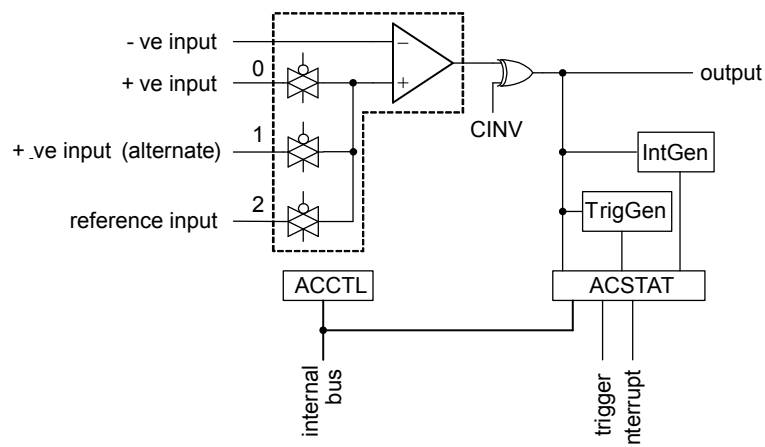 - ve input
−
0
+ ve input
+
output
CINV
1
+ ve input (alternate)
IntGen
2
reference input
TrigGen
ACCTL
ACSTAT
internal
bus
trigger
nterrupt